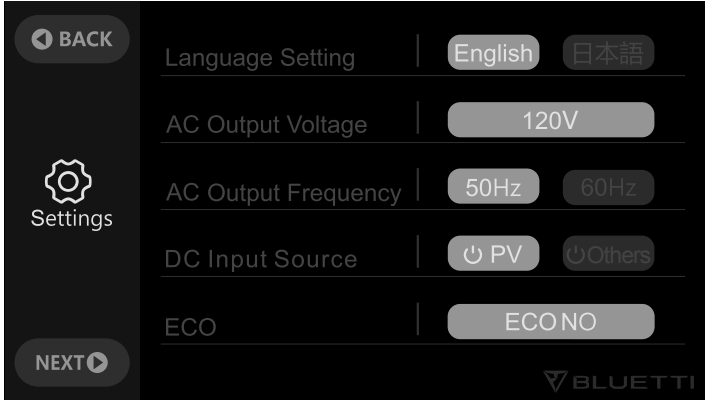 BACK
Language Setting English 日本語
AC Output Voltage 120V
AC Output Frequency 50Hz 60Hz
Settings
DC Input Source PV Others
ECO ECO NO
NEXT
BLUETTI